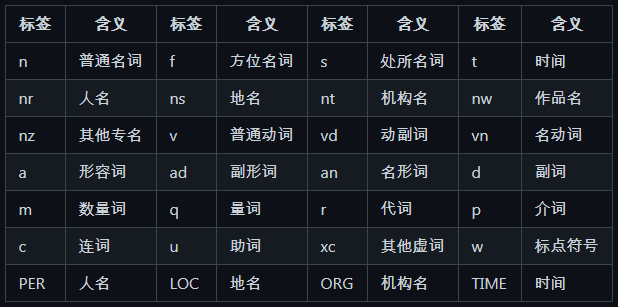 标签 含义 标签 含义 标签 含义 标签 含义
n 普通名词 f 方位名词 s 处所名词 t 时间
nr 人名 ns 地名 nt 机构名 nw 作品名
nz 其他专名 v 普通动词 vd 动副词 vn 名动词
a 形容词 ad 副形词 an 名形词 d 副词
m 数量词 q 量词 r 代词 p 介词
c 连词 u 助词 xc 其他虚词 w 标点符号
PER 人名 LOC 地名 ORG 机构名 TIME 时间